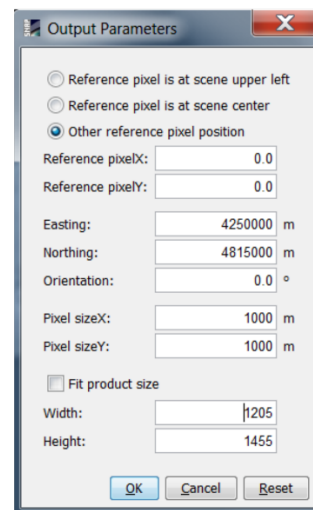 Output Parameters
Reference pixel is at scene upper left
Reference pixel is at scene center
Other reference pixel position
Reference pixelX: 0.0
Reference pixelY: 0.0
Easting: 4250000 m
Northing: 4815000 m
Orientation: 0.0 °
Pixel sizeX: 1000 m
Pixel sizeY: 1000 m
Fit product size
Width: 1205
Height: 1455
OK Cancel Reset